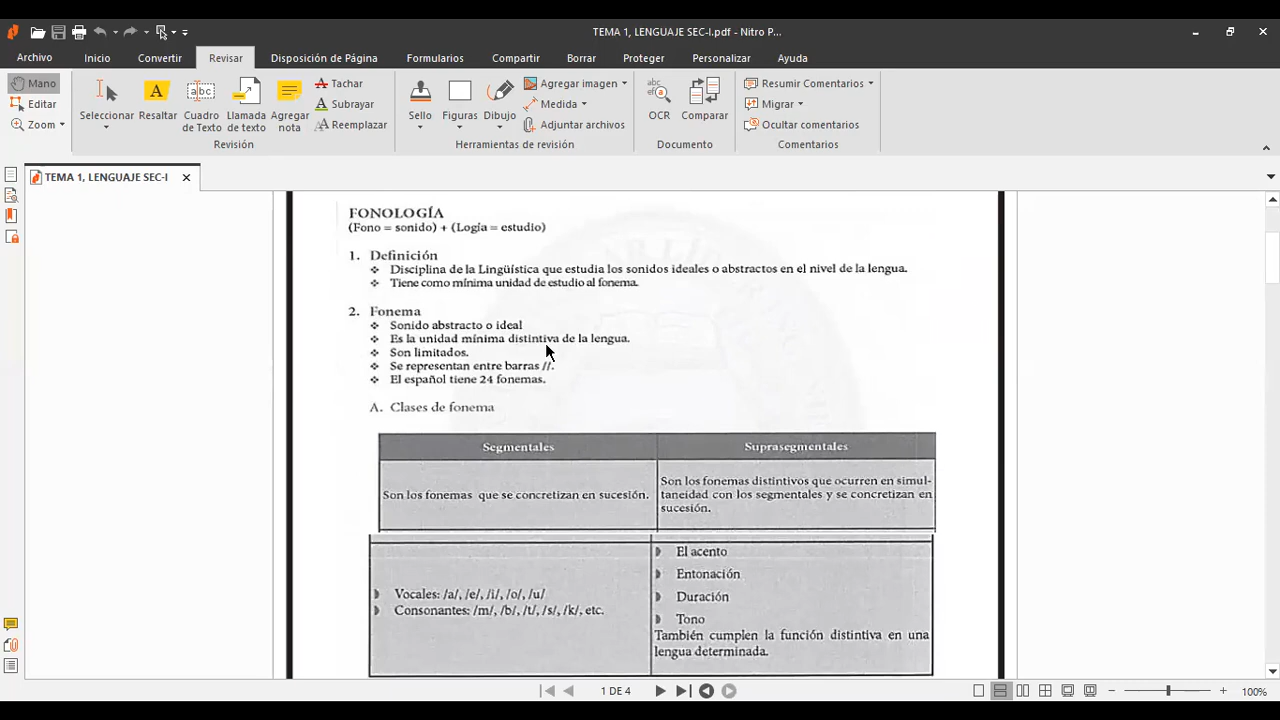 TEMA 1, LENGUAJE SEC-I.pdf - Nitro P...
Archivo
Inicio
Convertir
Revisar
Disposición de Página
Formularios
Compartir
Borrar
Proteger
Personalizar
Ayuda
Mano
Editar
Zoom
Seleccionar
Resaltar
Cuadro de Texto
Llamada de texto
Agregar nota
Tachar
Subrayar
Reemplazar
Revisión
Sello
Figuras
Dibujo
Agregar imagen
Medida
Adjuntar archivos
Herramientas de revisión
OCR
Comparar
Documento
Resumir Comentarios
Migrar
Ocultar comentarios
Comentarios
TEMA 1, LENGUAJE SEC-I
FONOLOGÍA
(Fono = sonido) + (Logía = estudio)
1. Definición
Disciplina de la Lingüística que estudia los sonidos ideales o abstractos en el nivel de la lengua.
Tiene como mínima unidad de estudio al fonema.
2. Fonema
Sonido abstracto o ideal
Es la unidad mínima distintiva de la lengua.
Son limitados.
Se representan entre barras //.
El español tiene 24 fonemas.
A. Clases de fonema
Segmentales
Suprasegmentales
Son los fonemas que se concretizan en sucesión.
Son los fonemas distintivos que ocurren en simul-
taneidad con los segmentales y se concretizan en
sucesión.
Vocales: /a/, /e/, /i/, /o/, /u/
Consonantes: /m/, /b/, /t/, /s/, /k/, etc.
El acento
Entonación
Duración
Tono
También cumplen la función distintiva en una
lengua determinada.
1 DE 4
100%